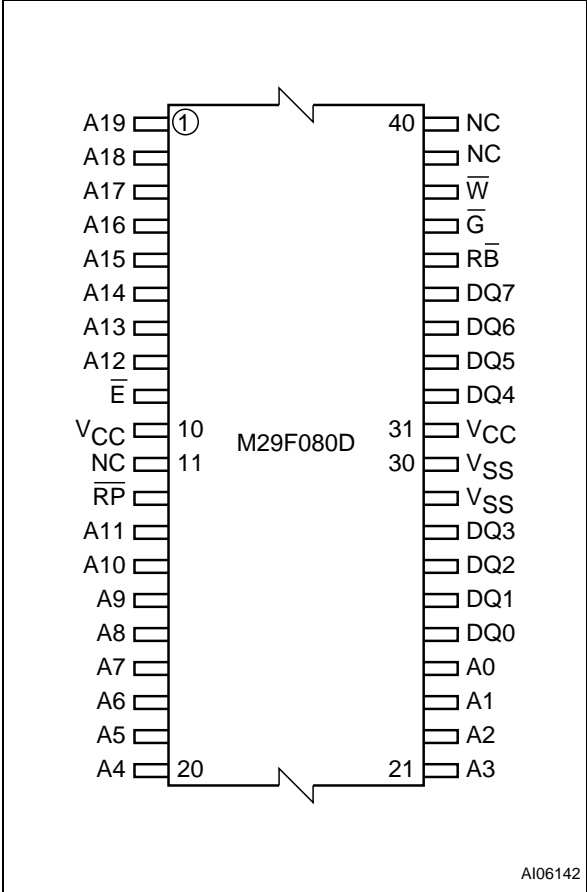 A19 ① 40 NC
A18 NC
A17 W̅
A16 G̅
A15 RB̅
A14 DQ7
A13 DQ6
A12 DQ5
E̅ DQ4
VCC 10 31 VCC
M29F080D
NC 11 30 VSS
R̅P̅ VSS
A11 DQ3
A10 DQ2
A9 DQ1
A8 DQ0
A7 A0
A6 A1
A5 A2
A4 20 21 A3
AI06142